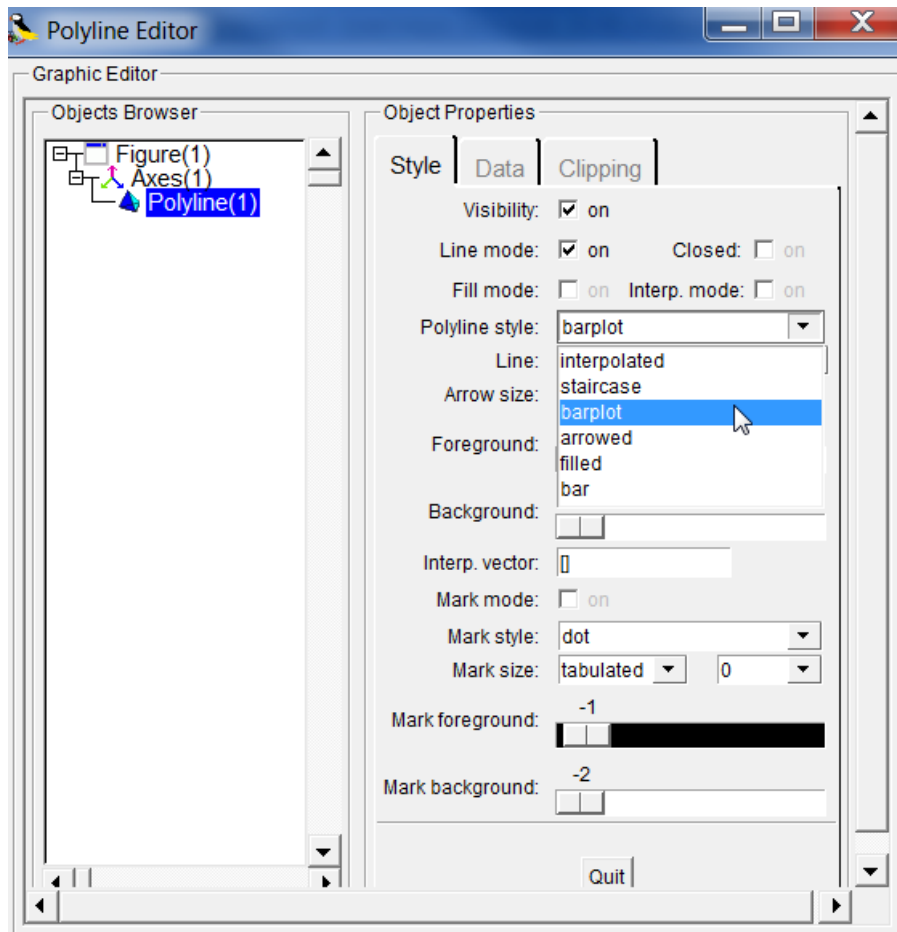 Polyline Editor
Graphic Editor
Objects Browser
Figure(1)
Axes(1)
Polyline(1)
Object Properties
Style Data Clipping
Visibility: on
Line mode: on Closed: on
Fill mode: on Interp. mode: on
Polyline style: barplot
Line: interpolated
staircase
Arrow size: barplot
arrowed
Foreground: filled
bar
Background:
Interp. vector: []
Mark mode: on
Mark style: dot
Mark size: tabulated 0
-1
Mark foreground:
-2
Mark background:
Quit